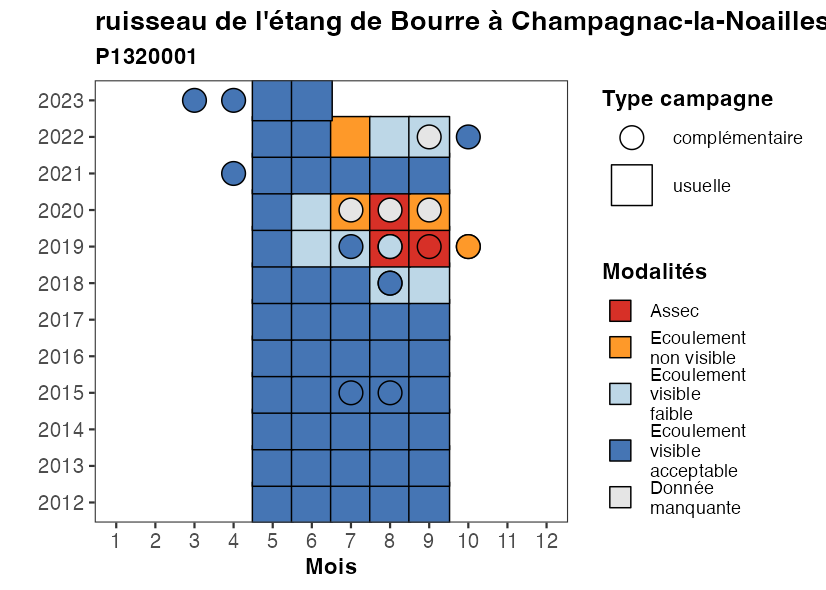 ruisseau de l'étang de Bourre à Champagnac-la-Noailles
P1320001
2023
2022
2021
2020
2019
2018
2017
2016
2015
2014
2013
2012
1 2 3 4 5 6 7 8 9 10 11 12
Mois
Type campagne
complémentaire
usuelle
Modalités
Assec
Ecoulement
non visible
Ecoulement
visible
faible
Ecoulement
visible
acceptable
Donnée
manquante